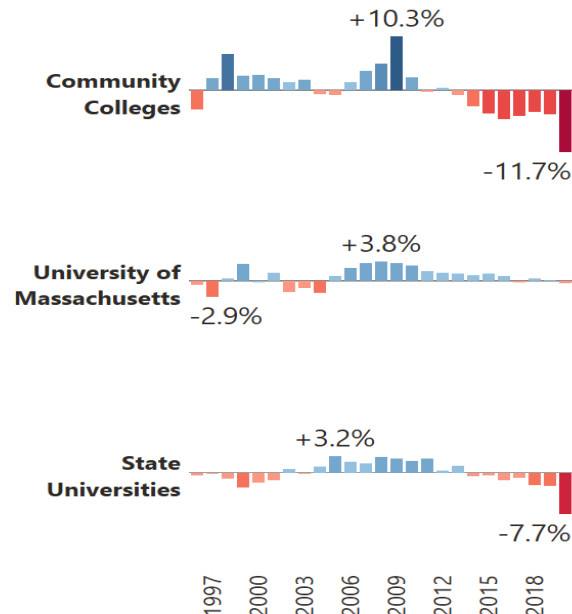 +10.3%
Community
Colleges
-11.7%
+3.8%
University of
Massachusetts
-2.9%
+3.2%
State
Universities
-7.7%
1997
2000
2003
2006
2009
2012
2015
2018